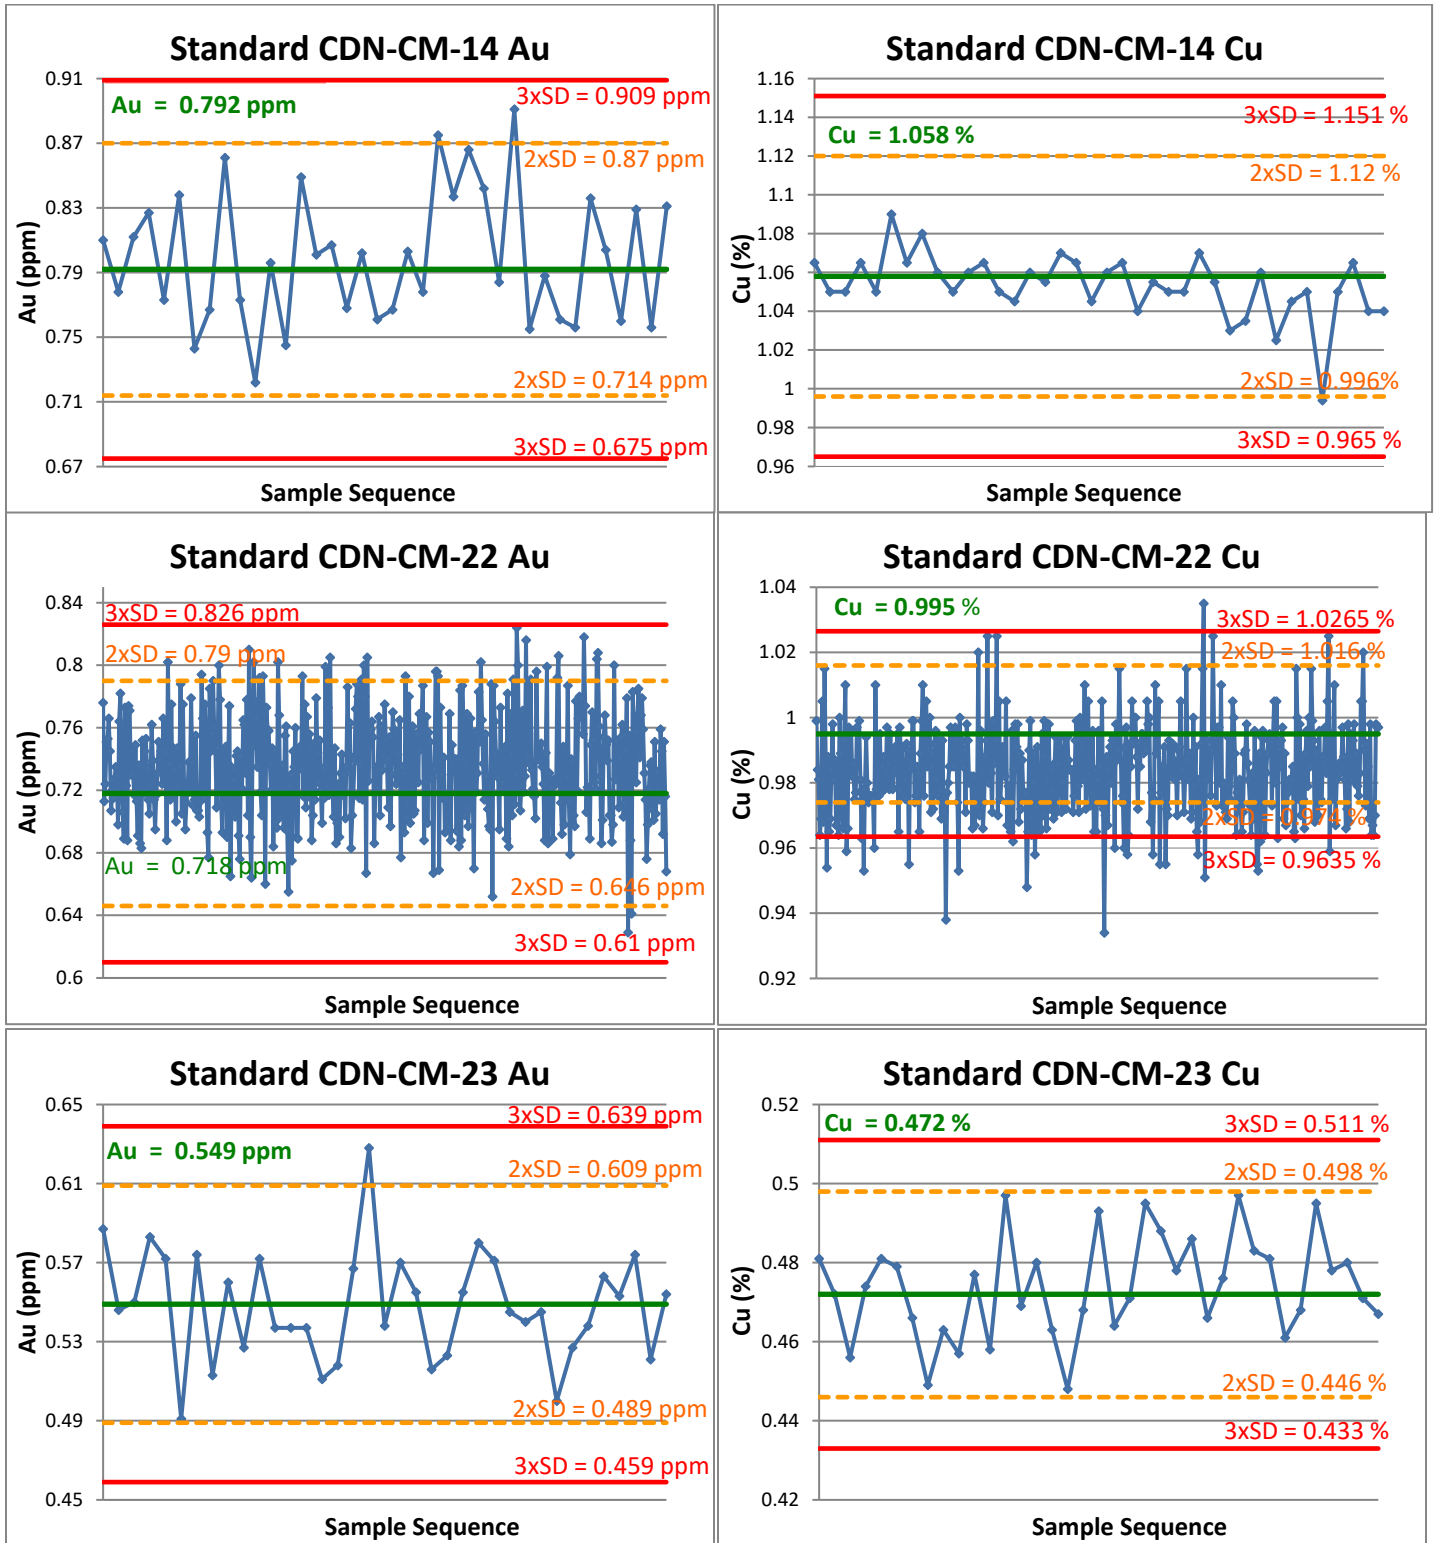 Standard CDN-CM-14 Au
Au (ppm)
0.91
0.87
0.83
0.79
0.75
0.71
0.67
Au  =  0.792 ppm
3xSD = 0.909 ppm
2xSD = 0.87 ppm
2xSD = 0.714 ppm
3xSD = 0.675 ppm
Sample Sequence
Standard CDN-CM-14 Cu
Cu (%)
1.16
1.14
1.12
1.1
1.08
1.06
1.04
1.02
1
0.98
0.96
Cu = 1.058 %
3xSD = 1.151 %
2xSD = 1.12 %
2xSD = 0.996%
3xSD = 0.965 %
Sample Sequence
Standard CDN-CM-22 Au
Au (ppm)
0.84
0.8
0.76
0.72
0.68
0.64
0.6
3xSD = 0.826 ppm
2xSD = 0.79 ppm
Au = 0.718 ppm
2xSD = 0.646 ppm
3xSD = 0.61 ppm
Sample Sequence
Standard CDN-CM-22 Cu
Cu (%)
1.04
1.02
1
0.98
0.96
0.94
0.92
Cu = 0.995 %
3xSD = 1.0265 %
2xSD = 1.016 %
2xSD = 0.974 %
3xSD = 0.9635 %
Sample Sequence
Standard CDN-CM-23 Au
Au (ppm)
0.65
0.61
0.57
0.53
0.49
0.45
3xSD = 0.639 ppm
Au  =  0.549 ppm
2xSD = 0.609 ppm
2xSD = 0.489 ppm
3xSD = 0.459 ppm
Sample Sequence
Standard CDN-CM-23 Cu
Cu (%)
0.52
0.5
0.48
0.46
0.44
0.42
Cu  = 0.472 %
3xSD = 0.511 %
2xSD = 0.498 %
2xSD = 0.446 %
3xSD = 0.433 %
Sample Sequence